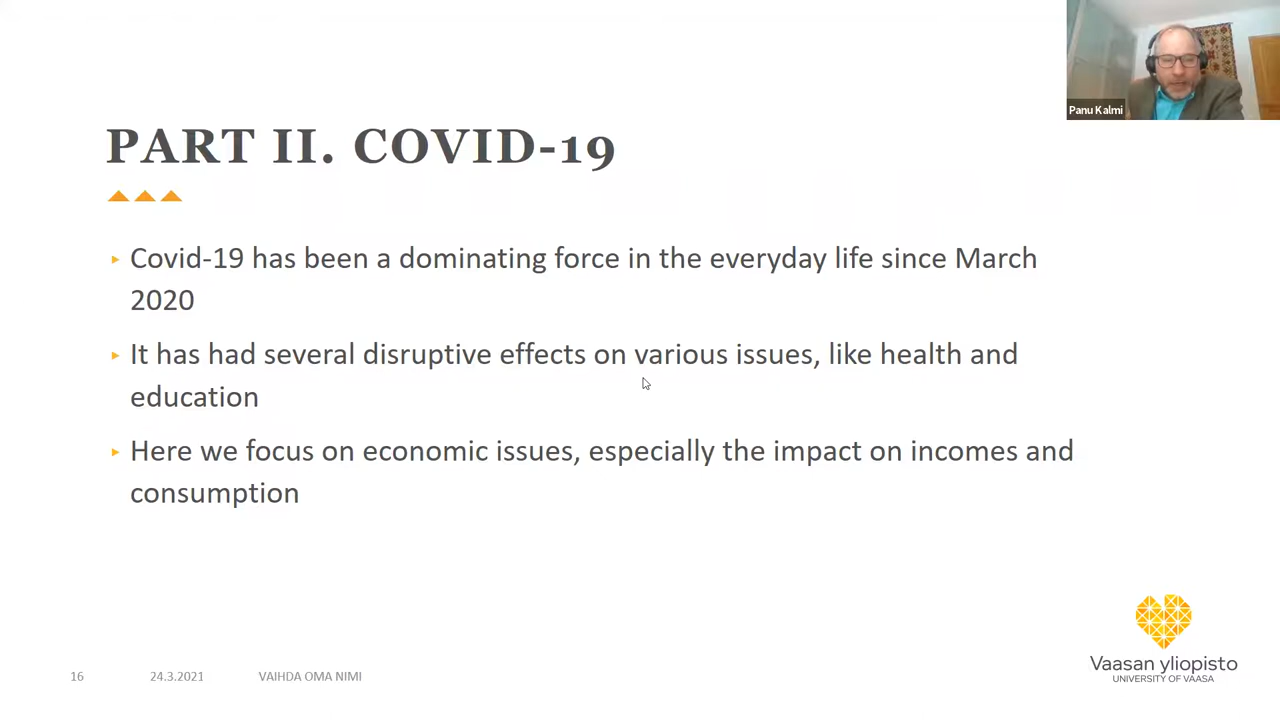 Panu Kalmi
PART II. COVID-19
Covid-19 has been a dominating force in the everyday life since March
2020
It has had several disruptive effects on various issues, like health and
education
Here we focus on economic issues, especially the impact on incomes and
consumption
Vaasan yliopisto
UNIVERSITY OF VAASA
16 24.3.2021 VAIHDA OMA NIMI